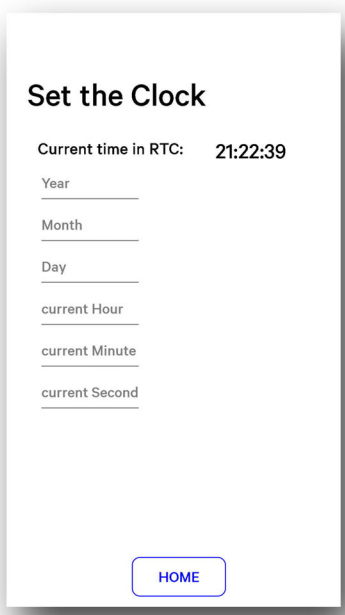 Set the Clock
Current time in RTC: 21:22:39
Year
Month
Day
current Hour
current Minute
current Second
HOME